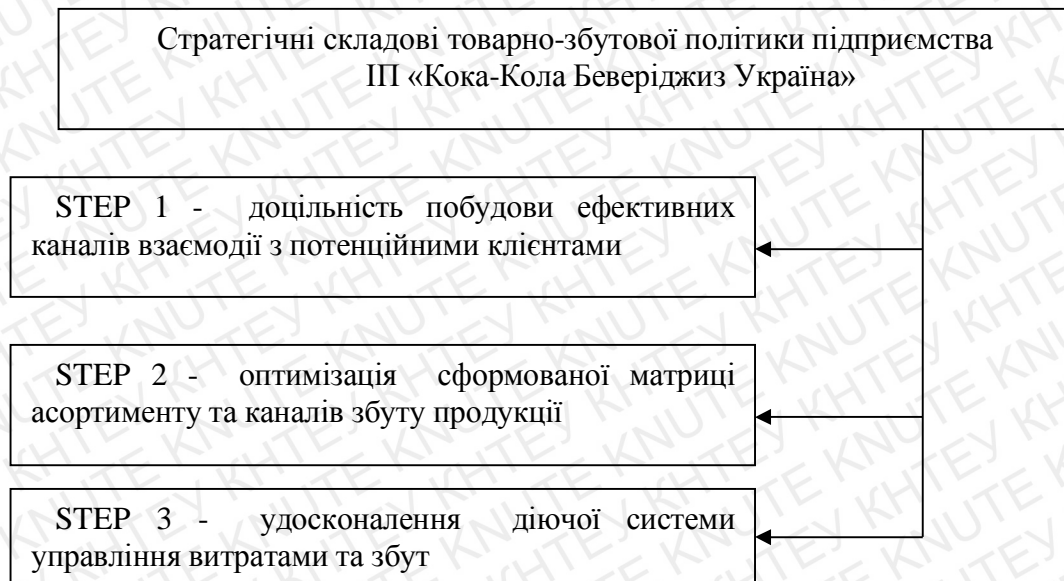 Стратегічні складові товарно-збутової політики підприємства
ІП «Кока-Кола Беверіджиз Україна»
STEP 1 - доцільність побудови ефективних
каналів взаємодії з потенційними клієнтами
STEP 2 - оптимізація сформованої матриці
асортименту та каналів збуту продукції
STEP 3 - удосконалення діючої системи
управління витратами та збут